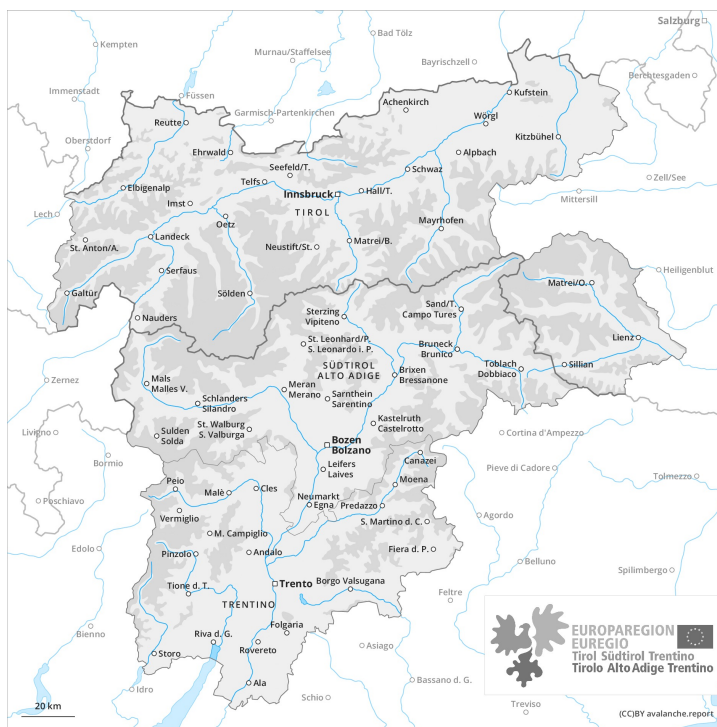 Salzburg
Kempten
Bad Tölz
Murnau/Staffelsee
Bayrischzell
Berchtesgaden
Immenstadt
Füssen
Kufstein
Achenkirch
Garmisch-Partenkirchen
Reutte
Wörgl
Oberstdorf
Kitzbühel
Ehrwald
Alpbach
Seefeld/T.
Schwaz
Telfs
Zell/See
Elbigenalp
Innsbruck
Hall/T.
Mittersill
Imst
TIROL
Lech
Oetz
Mayrhofen
Landeck
St. Anton/A.
Neustift/St.
Matrei/B.
Serfaus
Heiligenblut
Matrei/O.
Galtür
Sölden
Sand/T.
Campo Tures
Nauders
Sterzing
Vipiteno
Lienz
St. Leonhard/P.
S. Leonardo i. P.
Bruneck
Brunico
SÜDTIROL
ALTO ADIGE
Toblach
Dobbiaco
Sillian
Brixen
Bressanone
Zernez
Mals
Malles V.
Meran
Merano
Schlanders
Silandro
Sarnthein
Sarentino
Kastelruth
Castelrotto
St. Walburg
S. Valburga
Livigno
Sulden
Solda
Cortina d'Ampezzo
Bozen
Bolzano
Bormio
Canazei
Pieve di Cadore
Leifers
Laives
Tolmezzo
Peio
Moena
Poschiavo
Malè
Cles
Neumarkt
Egna
Predazzo
Vermiglio
Agordo
S. Martino d. C.
M. Campiglio
Edolo
Pinzolo
Andalo
Fiera d. P.
Belluno
Spilimbergo
Tione d. T.
Trento
Borgo Valsugana
Feltre
TRENTINO
Bienno
Folgaria
Riva d. G.
Rovereto
Asiago
Storo
Bassano d. G.
Idro
Ala
Schio
Treviso
EUROPAREGION
EUREGIO
Tirol Südtirol Trentino
Tirolo Alto Adige Trentino
20 km
(CC)BY avalanche.report